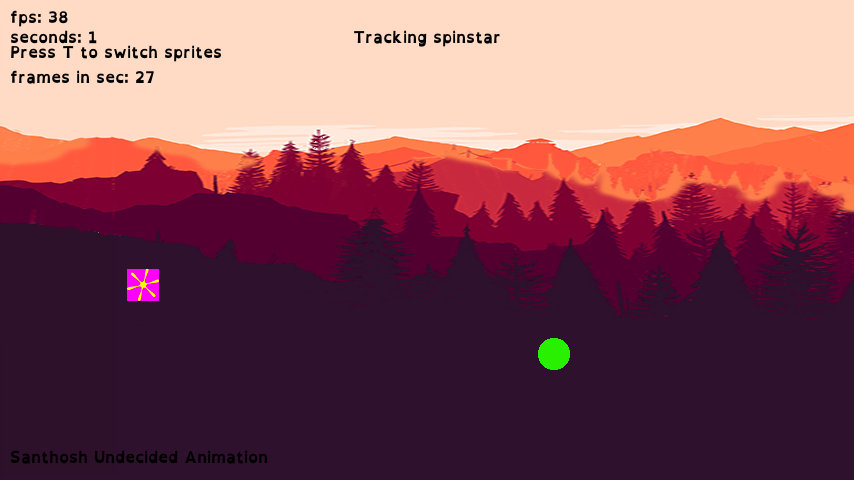 fps: 38
seconds: 1
Tracking spinstar
Press T to switch sprites
frames in sec: 27
Santhosh Undecided Animation